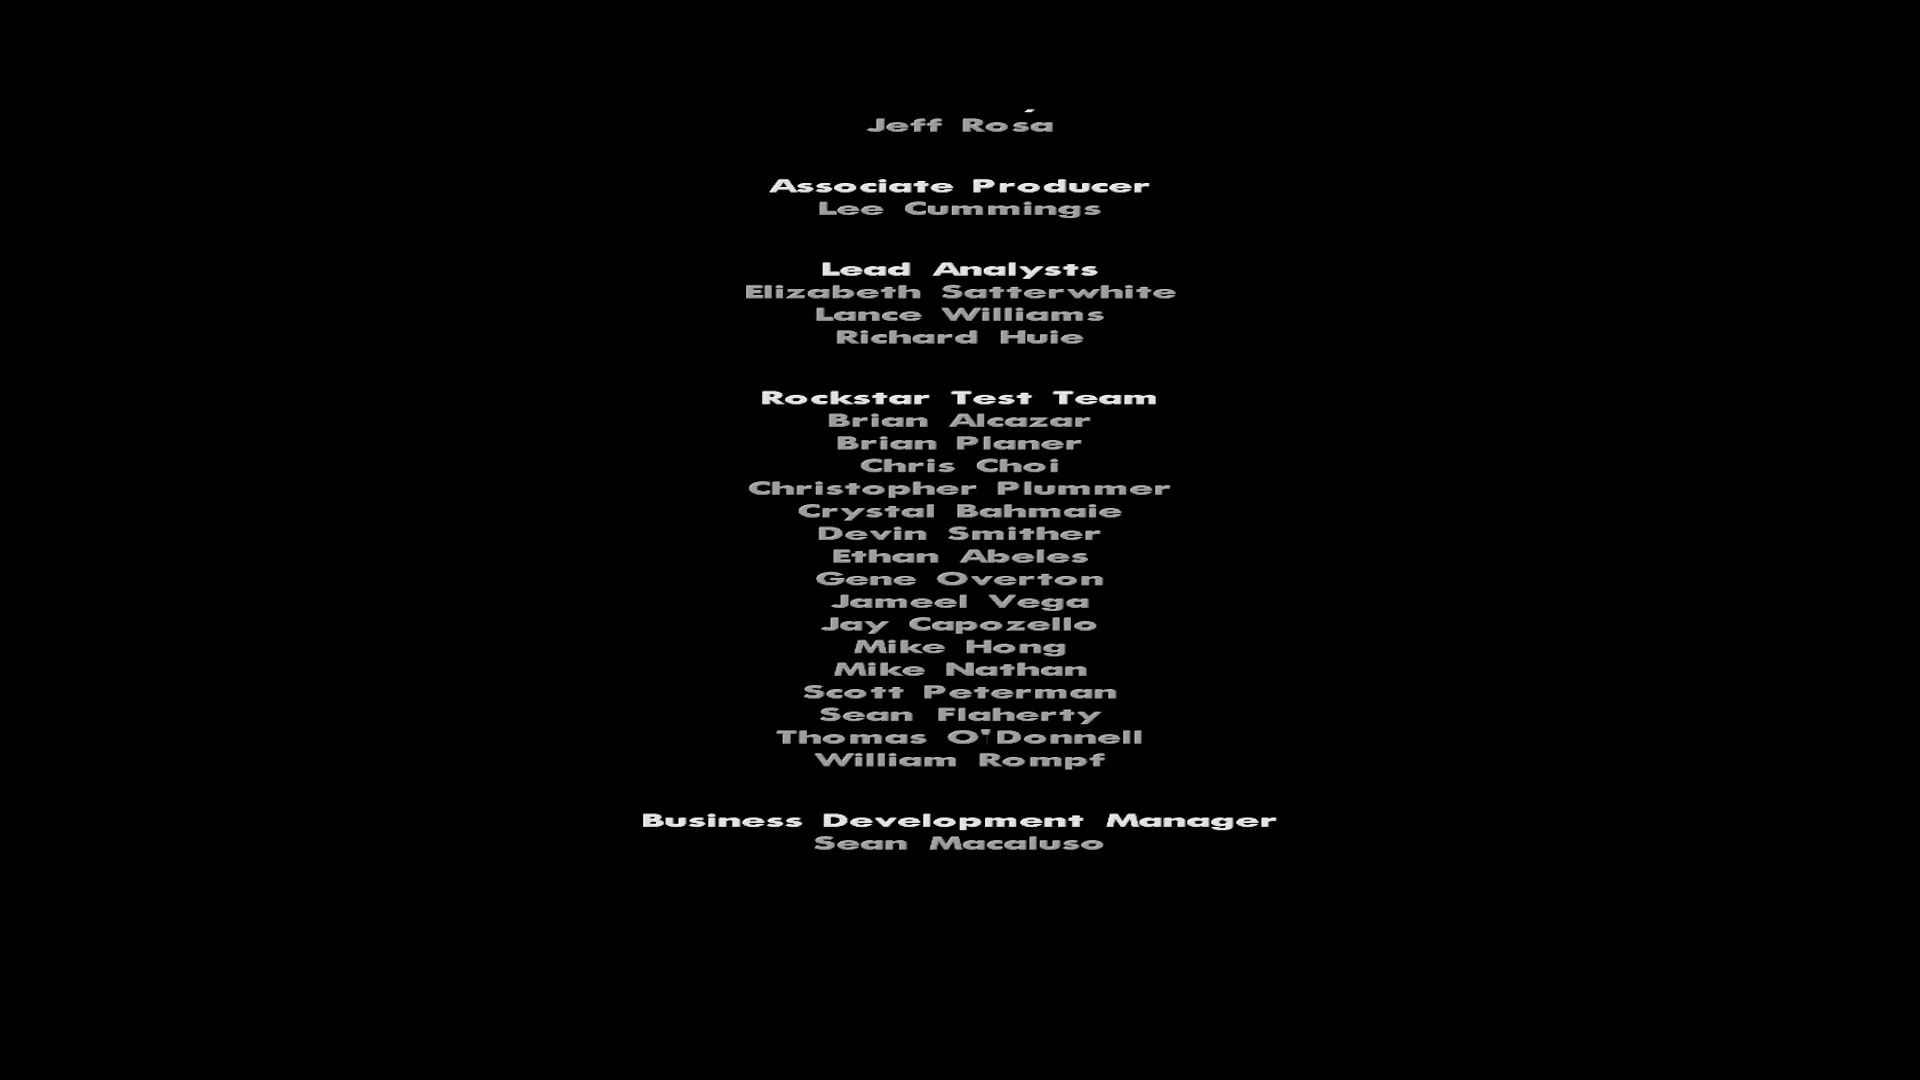 Jeff Rosa
Associate Producer
Lee Cummings
Lead Analysts
Elizabeth Satterwhite
Lance Williams
Richard Huie
Rockstar Test Team
Brian Alcazar
Brian Planer
Chris Choi
Christopher Plummer
Crystal Bahmaie
Devin Smither
Ethan Abeles
Gene Overton
Jameel Vega
Jay Capozello
Mike Hong
Mike Nathan
Scott Peterman
Sean Flaherty
Thomas O'Donnell
William Rompf
Business Development Manager
Sean Macaluso